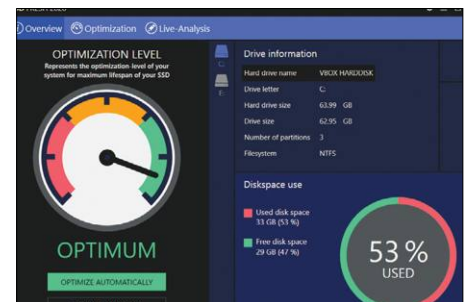 Overview Optimization Live-Analysis
OPTIMIZATION LEVEL
Represents the optimization level of your
system for maximum lifespan of your SSD
OPTIMUM
OPTIMIZE AUTOMATICALLY
C:
Drive information
Hard drive name VBOX HARDDISK
Drive letter C:
Hard drive size 63.99 GB
Drive size 62.95 GB
Number of partitions 3
Filesystem NTFS
Diskspace use
Used disk space
33 GB (53 %)
Free disk space
29 GB (47 %)
53 %
USED